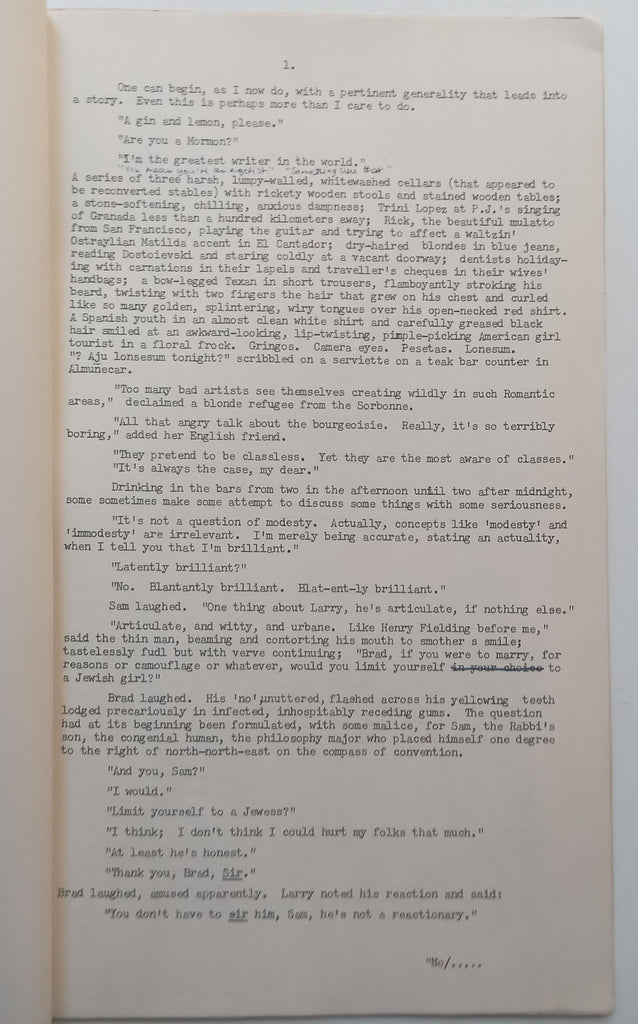 1.
One can begin, as I now do, with a pertinent generality that leads into
a story. Even this is perhaps more than I care to do.
"A gin and lemon, please."
"Are you a Mormon?"
"I'm the greatest writer in the world."
"You mean you're an egotist" "Something like that"
A series of three harsh, lumpy-walled, whitewashed cellars (that appeared to
be reconverted stables) with rickety wooden stools and stained wooden tables;
a stone-softening, chilling, anxious dampness; Trini Lopez at P.J.'s singing
of Granada less than a hundred kilometers away; Rick, the beautiful mulatto
from San Francisco, playing the guitar and trying to affect a waltzin'
Ostraylian Matilda accent in El Cantador; dry-haired blondes in blue jeans,
reading Dostoievski and staring coldly at a vacant doorway; dentists holiday-
ing with carnations in their lapels and traveller's cheques in their wives'
handbags; a bow-legged Texan in short trousers, flamboyantly stroking his
beard, twisting with two fingers the hair that grew on his chest and curled
like so many golden, splintering, wiry tongues over his open-necked red shirt.
A Spanish youth in an almost clean white shirt and carefully greased black
hair smiled at an awkward-looking, lip-twisting, pimple-picking American girl
tourist in a floral frock. Gringos. Camera eyes. Pesetas. Lonesum.
"? Aju lonsesum tonight?" scribbled on a serviette on a teak bar counter in
Almunecar.
"Too many bad artists see themselves creating wildly in such Romantic
areas," declaimed a blonde refugee from the Sorbonne.
"All that angry talk about the bourgeoisie. Really, it's so terribly
boring," added her English friend.
"They pretend to be classless. Yet they are the most aware of classes."
"It's always the case, my dear."
Drinking in the bars from two in the afternoon until two after midnight,
some sometimes make some attempt to discuss some things with some seriousness.
"It's not a question of modesty. Actually, concepts like 'modesty' and
'immodesty' are irrelevant. I'm merely being accurate, stating an actuality,
when I tell you that I'm brilliant."
"Latently brilliant?"
"No. Blantantly brilliant. Blat-ent-ly brilliant."
Sam laughed. "One thing about Larry, he's articulate, if nothing else."
"Articulate, and witty, and urbane. Like Henry Fielding before me,"
said the thin man, beaming and contorting his mouth to smother s smile;
tastelessly fudl but with verve continuing; "Brad, if you were to marry, for
reasons or camouflage or whatever, would you limit yourself in your choice to
a Jewish girl?"
Brad laughed. His 'no' unuttered, flashed across his yellowing teeth
lodged precariously in infected, inhospitably receding gums. The question
had at its beginning been formulated, with some malice, for Sam, the Rabbi's
son, the congenial human, the philosophy major who placed himself one degree
to the right of north-north-east on the compass of convention.
"And you, Sam?"
"I would."
"Limit yourself to a Jewess?"
"I think; I don't think I could hurt my folks that much."
"At least he's honest."
"Thank you, Brad, Sir."
Brad laughed, amused apparently. Larry noted his reaction and said:
"You don't have to sir him, Sam, he's not a reactionary."
"No/.....